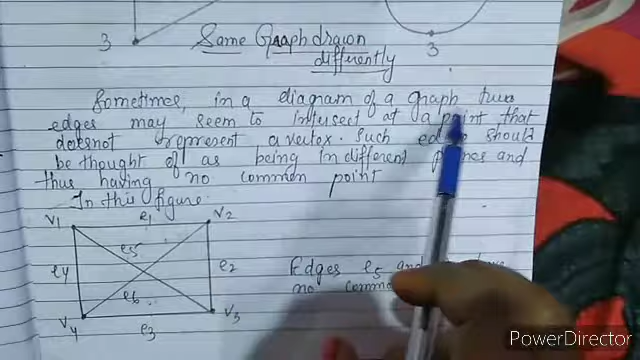 3
3
Same Graph drawn
differently
Sometimes, in a diagram of a graph two
edges may seem to intersect at a point that
doesnot represent a vertex. Such should
be thought of as being in different planes and
thus having no common point
In this figure
V1 e1 V2
e5
e4 e2
Edges e5 and
e6
no
V4 e3 V3
PowerDirector